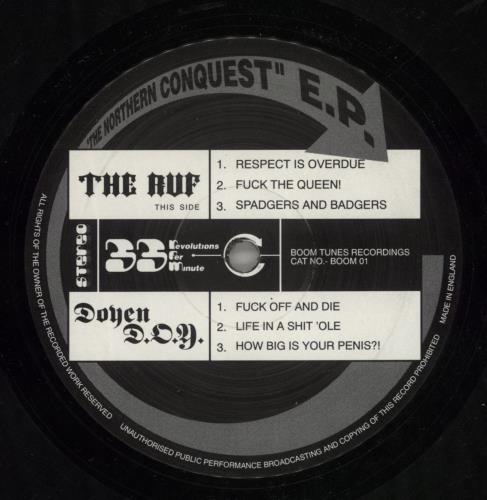 "THE NORTHERN CONQUEST" E.P.
THE RUF
THIS SIDE
1. RESPECT IS OVERDUE
2. FUCK THE QUEEN!
3. SPADGERS AND BADGERS
stereo
33 Revolutions Per Minute
BOOM TUNES RECORDINGS
CAT NO.- BOOM 01
Doyen
D.O.Y.
1. FUCK OFF AND DIE
2. LIFE IN A SHIT 'OLE
3. HOW BIG IS YOUR PENIS?!
ALL RIGHTS OF THE OWNER OF THE RECORDED WORK RESERVED
UNAUTHORISED PUBLIC PERFORMANCE BROADCASTING AND COPYING OF THIS RECORD PROHIBITED
MADE IN ENGLAND